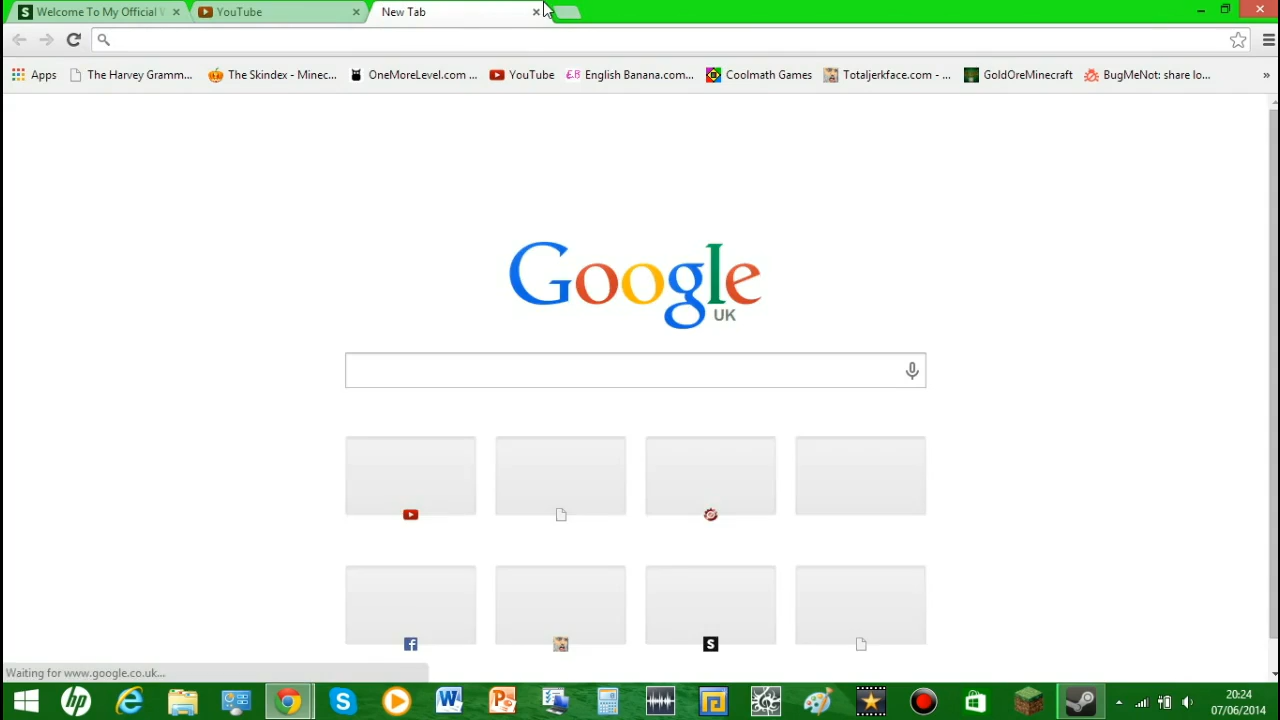 Welcome To My Official W
YouTube
New Tab
Apps
The Harvey Gramm...
The Skindex - Minec...
OneMoreLevel.com ...
YouTube
English Banana.com...
Coolmath Games
Totaljerkface.com - ...
GoldOreMinecraft
BugMeNot: share lo...
»
Google
UK
Waiting for www.google.co.uk...
20:24
07/06/2014